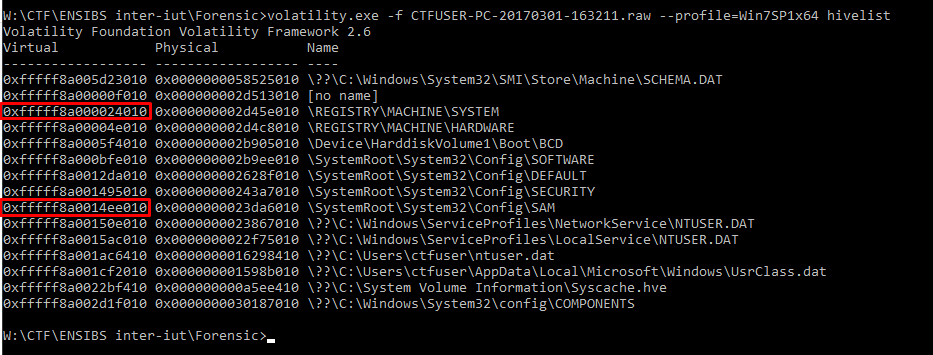 W:\CTF\ENSIBS inter-iut\Forensic>volatility.exe -f CTFUSER-PC-20170301-163211.raw --profile=Win7SP1x64 hivelist
Volatility Foundation Volatility Framework 2.6
Virtual            Physical           Name
------------------ ------------------ ----
0xfffff8a005d23010 0x0000000058525010 \??\C:\Windows\System32\SMI\Store\Machine\SCHEMA.DAT
0xfffff8a00000f010 0x000000002d513010 [no name]
0xfffff8a000024010 0x000000002d45e010 \REGISTRY\MACHINE\SYSTEM
0xfffff8a00004e010 0x000000002d4c8010 \REGISTRY\MACHINE\HARDWARE
0xfffff8a0005f4010 0x000000002b905010 \Device\HarddiskVolume1\Boot\BCD
0xfffff8a000bfe010 0x000000002b9ee010 \SystemRoot\System32\Config\SOFTWARE
0xfffff8a0012da010 0x000000002628f010 \SystemRoot\System32\Config\DEFAULT
0xfffff8a001495010 0x00000000243a7010 \SystemRoot\System32\Config\SECURITY
0xfffff8a0014ee010 0x0000000023da6010 \SystemRoot\System32\Config\SAM
0xfffff8a00150e010 0x0000000023867010 \??\C:\Windows\ServiceProfiles\NetworkService\NTUSER.DAT
0xfffff8a0015ac010 0x0000000022f75010 \??\C:\Windows\ServiceProfiles\LocalService\NTUSER.DAT
0xfffff8a001ac6410 0x0000000016298410 \??\C:\Users\ctfuser\ntuser.dat
0xfffff8a001cf2010 0x000000001598b010 \??\C:\Users\ctfuser\AppData\Local\Microsoft\Windows\UsrClass.dat
0xfffff8a0022bf410 0x000000000a5ee410 \??\C:\System Volume Information\Syscache.hve
0xfffff8a002d1f010 0x0000000030187010 \??\C:\Windows\System32\config\COMPONENTS
W:\CTF\ENSIBS inter-iut\Forensic>